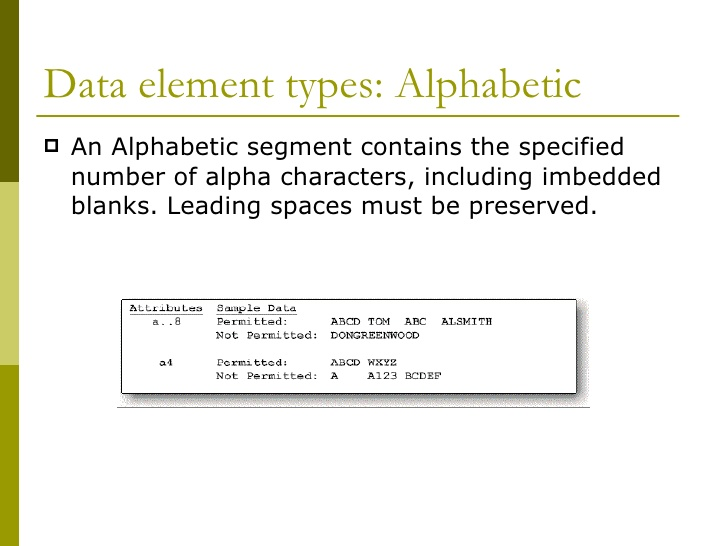 Data element types: Alphabetic
An Alphabetic segment contains the specified
number of alpha characters, including imbedded
blanks. Leading spaces must be preserved.
Attributes Sample Data
a..8 Permitted: ABCD TOM ABC ALSMITH
Not Permitted: DONGREENWOOD
a4 Permitted: ABCD WXYZ
Not Permitted: A A123 BCDEF